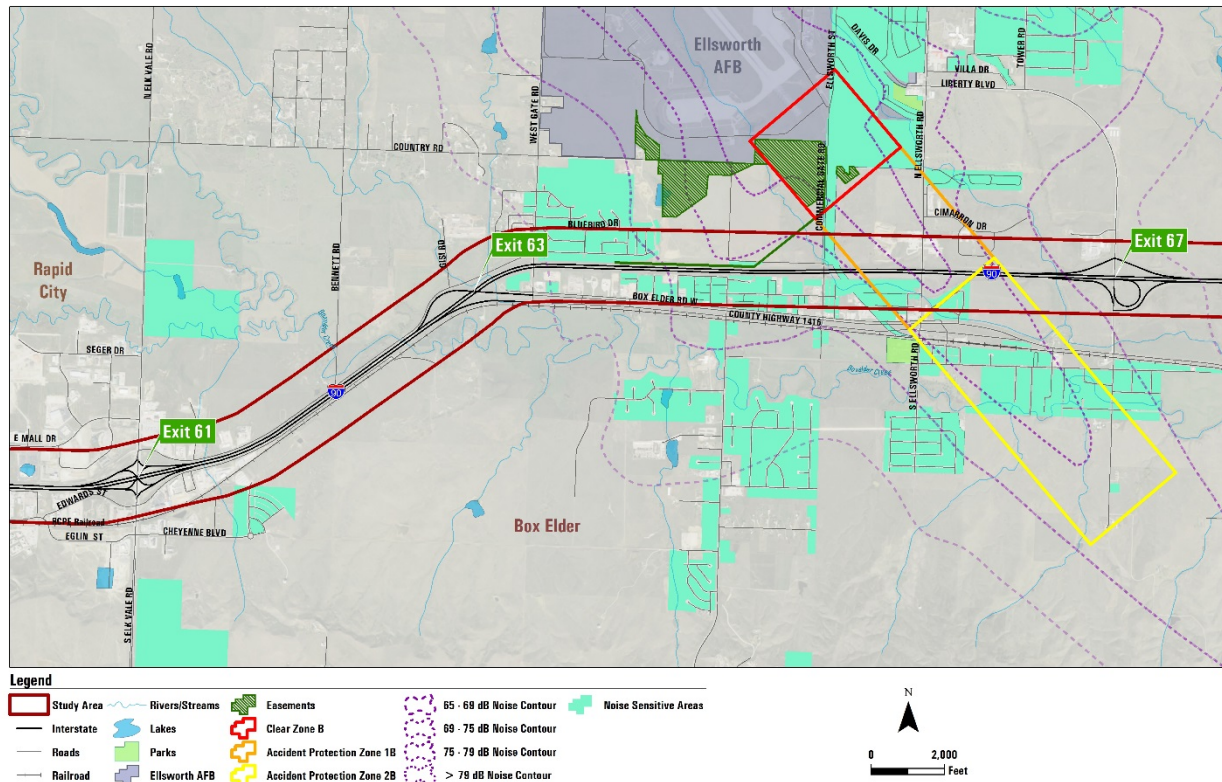 Ellsworth
AFB
ELLSWORTH ST
DAVIS DR
TOWER RD
VILLA DR
LIBERTY BLVD
N ELK VALE RD
WEST GATE RD
COUNTRY RD
COMMERCIAL GATE RD
N ELLSWORTH RD
CIMARRON DR
BLUEBIRD DR
Exit 63
Exit 67
GISI RD
BENNETT RD
Rapid
City
90
BOX ELDER RD W
COUNTY HIGHWAY 1416
SEGER DR
90
S ELLSWORTH RD
E MALL DR
Exit 61
EDWARDS ST
RCPE Railroad
EGLIN ST
CHEYENNE BLVD
Box Elder
S ELK VALE RD
Legend
Study Area
Rivers/Streams
Easements
65 - 69 dB Noise Contour
Noise Sensitive Areas
Interstate
Lakes
Clear Zone B
69 - 75 dB Noise Contour
Roads
Parks
Accident Protection Zone 1B
75 - 79 dB Noise Contour
Railroad
Ellsworth AFB
Accident Protection Zone 2B
> 79 dB Noise Contour
N
0
2,000
Feet